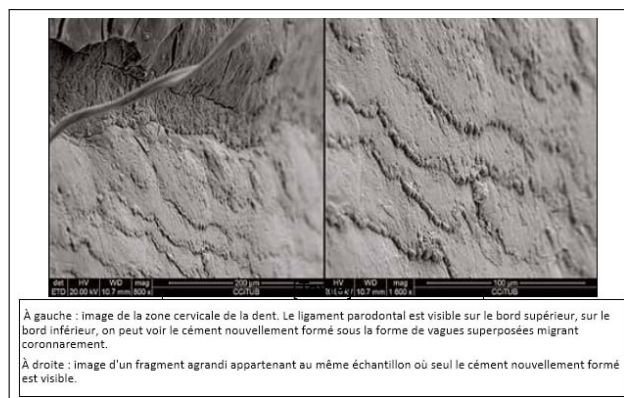 det HV WD mag 200 µm
ETD 20.00 kV 10.7 mm 800 x CCiTUB
HV WD mag 100 µm
20.00 kV 10.7 mm 1 600 x CCiTUB
À gauche : image de la zone cervicale de la dent. Le ligament parodontal est visible sur le bord supérieur, sur le
bord inférieur, on peut voir le cément nouvellement formé sous la forme de vagues superposées migrant
coronnarement.
À droite : image d'un fragment agrandi appartenant au même échantillon où seul le cément nouvellement formé
est visible.